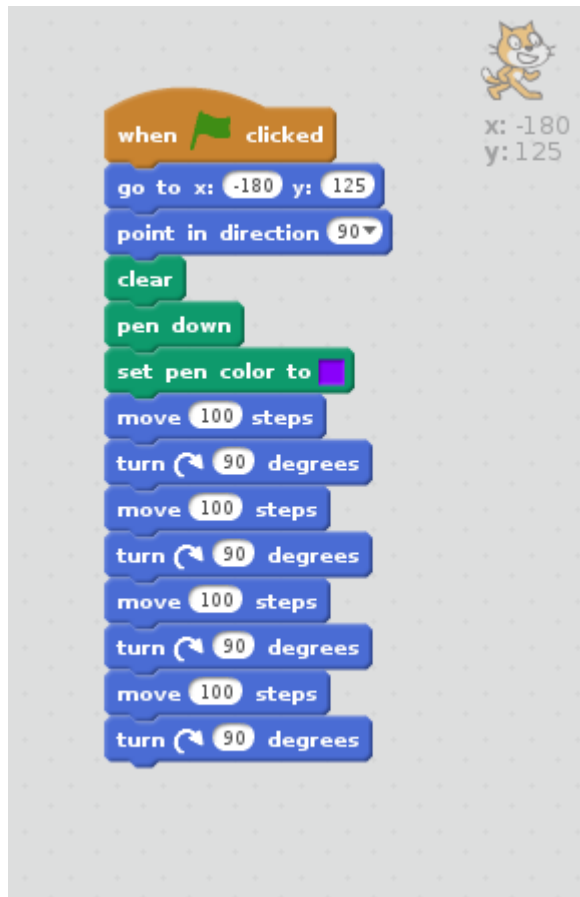 when clicked
x: -180
y: 125
go to x: -180 y: 125
point in direction 90
clear
pen down
set pen color to
move 100 steps
turn 90 degrees
move 100 steps
turn 90 degrees
move 100 steps
turn 90 degrees
move 100 steps
turn 90 degrees